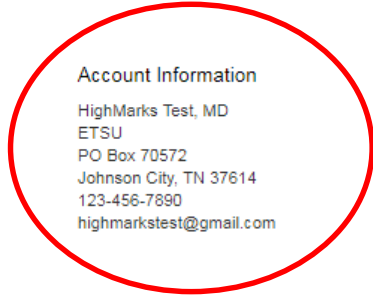 Account Information
HighMarks Test, MD
ETSU
PO Box 70572
Johnson City, TN 37614
123-456-7890
highmarkstest@gmail.com